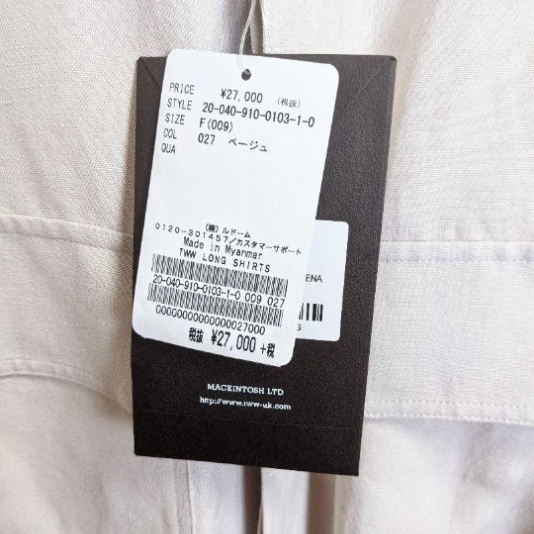 PRICE ¥27,000 (税抜)
STYLE 20-040-910-0103-1-0
SIZE F(009)
COL 027 ベージュ
QUA
(株)ルドーム
0120-301457/カスタマーサポート
Made in Myanmar
TWW LONG SHIRTS
20-040-910-0103-1-0 009 027
00000000000000027000
税抜 ¥27,000 +税
ENA
MACKINTOSH LTD
http://www.tww-uk.com